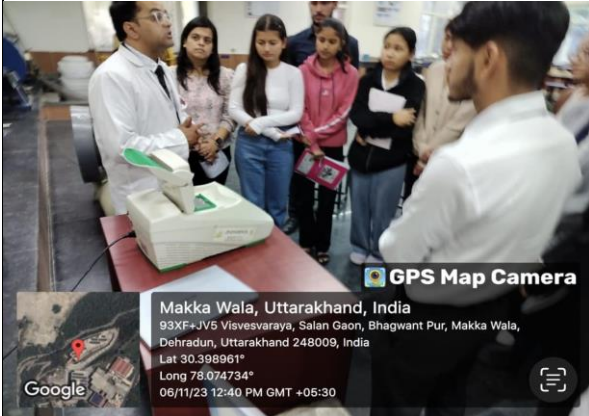 GPS Map Camera
Makka Wala, Uttarakhand, India
93XF+JV5 Visvesvaraya, Salan Gaon, Bhagwant Pur, Makka Wala,
Dehradun, Uttarakhand 248009, India
Lat 30.398961°
Long 78.074734°
06/11/23 12:40 PM GMT +05:30
Google